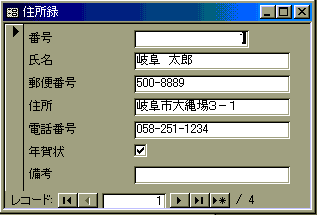 住所録
番号 1
氏名 岐阜 太郎
郵便番号 500-8889
住所 岐阜市大縄場3-1
電話番号 058-251-1234
年賀状
備考
レコード: 1 / 4